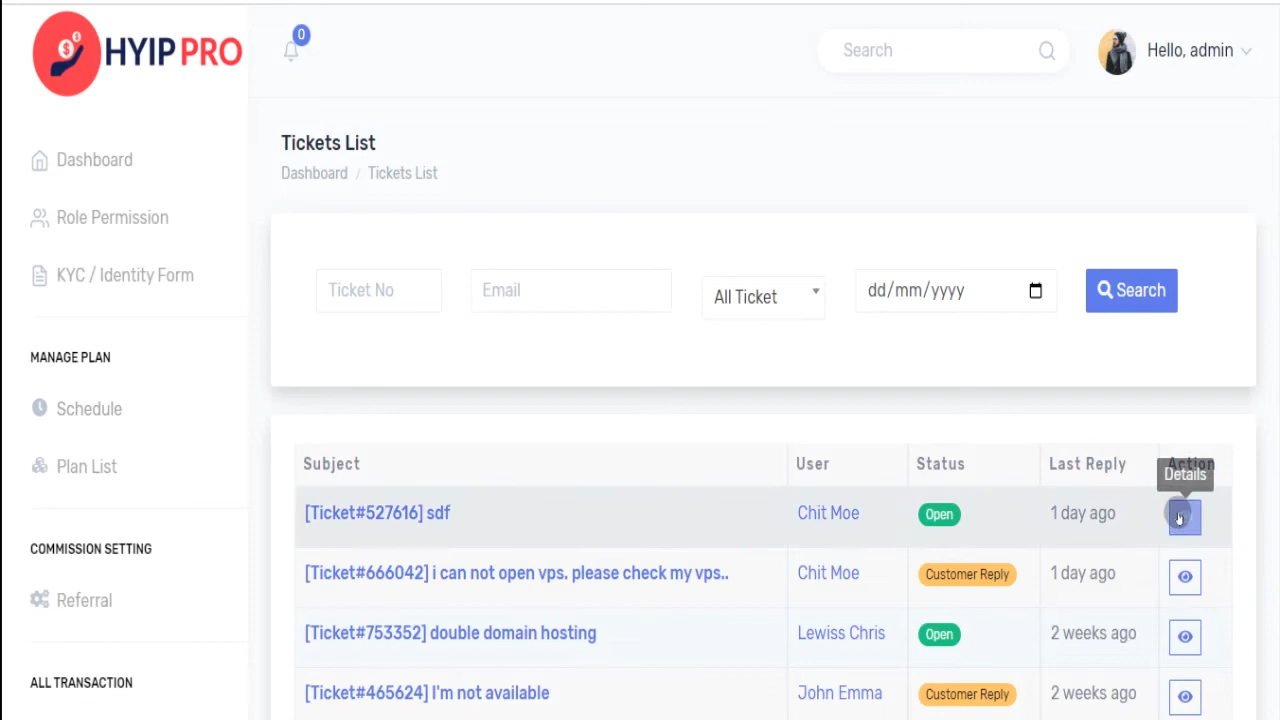 HYIP PRO
0
Search
Hello, admin
Dashboard
Role Permission
KYC / Identity Form
MANAGE PLAN
Schedule
Plan List
COMMISSION SETTING
Referral
ALL TRANSACTION
Tickets List
Dashboard / Tickets List
Ticket No
Email
All Ticket
dd/mm/yyyy
Search
Subject User Status Last Reply Action
Details
[Ticket#527616] sdf Chit Moe Open 1 day ago
[Ticket#666042] i can not open vps. please check my vps.. Chit Moe Customer Reply 1 day ago
[Ticket#753352] double domain hosting Lewiss Chris Open 2 weeks ago
[Ticket#465624] I'm not available John Emma Customer Reply 2 weeks ago